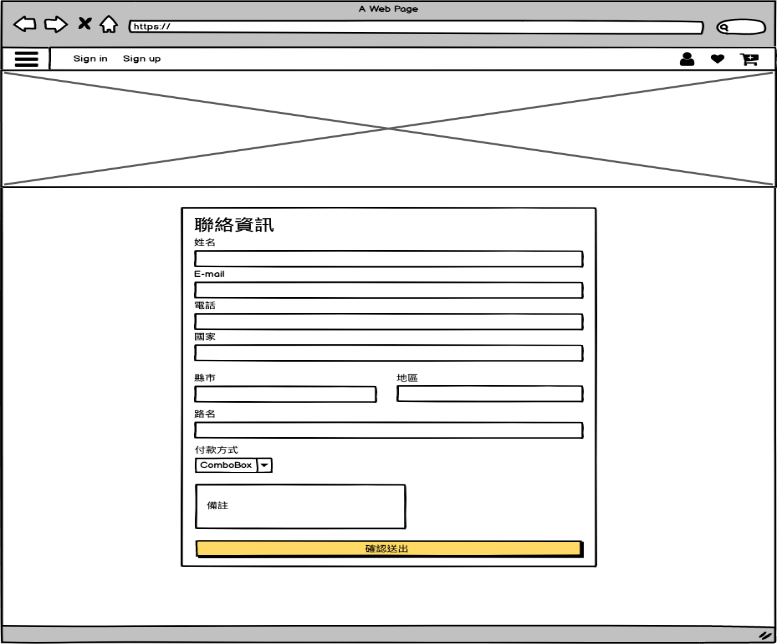 A Web Page
https://
Sign in Sign up
聯絡資訊
姓名
E-mail
電話
國家
縣市 地區
路名
付款方式
ComboBox
備註
確認送出